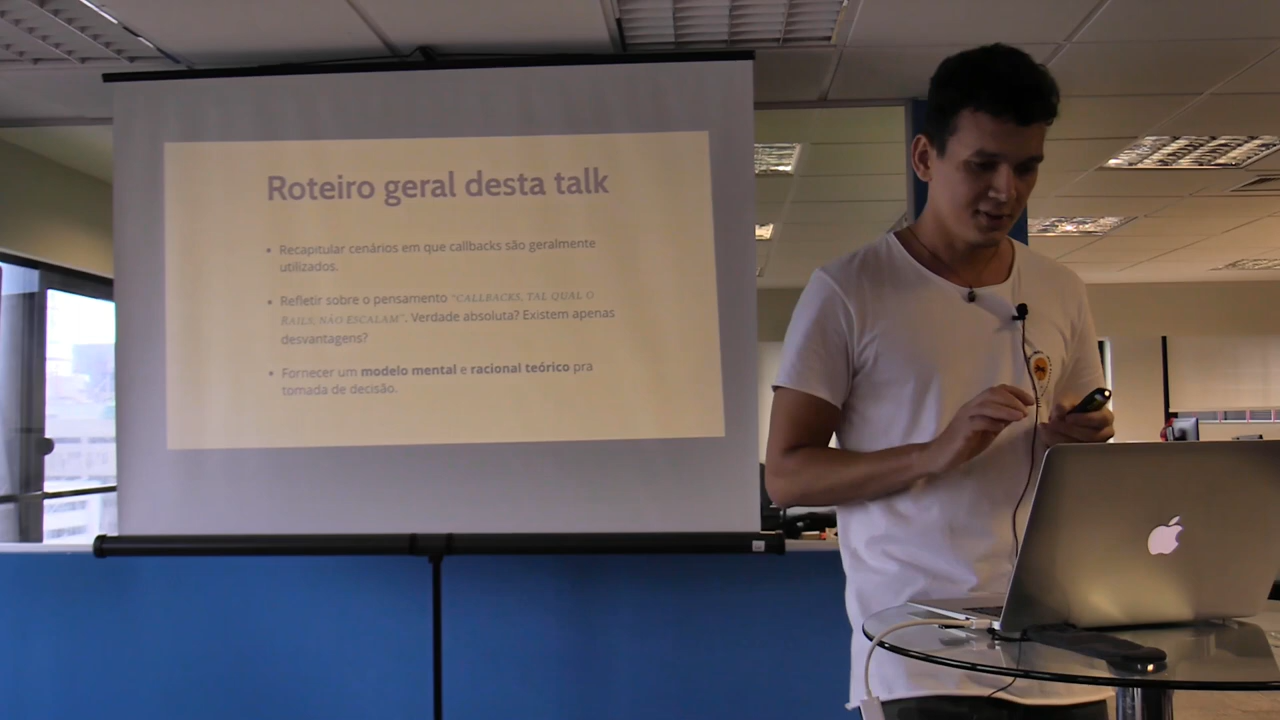 Roteiro geral desta talk
• Recapitular cenários em que callbacks são geralmente
utilizados.
• Refletir sobre o pensamento "CALLBACKS, TAL QUAL O
RAILS, NÃO ESCALAM". Verdade absoluta? Existem apenas
desvantagens?
• Fornecer um modelo mental e racional teórico pra
tomada de decisão.